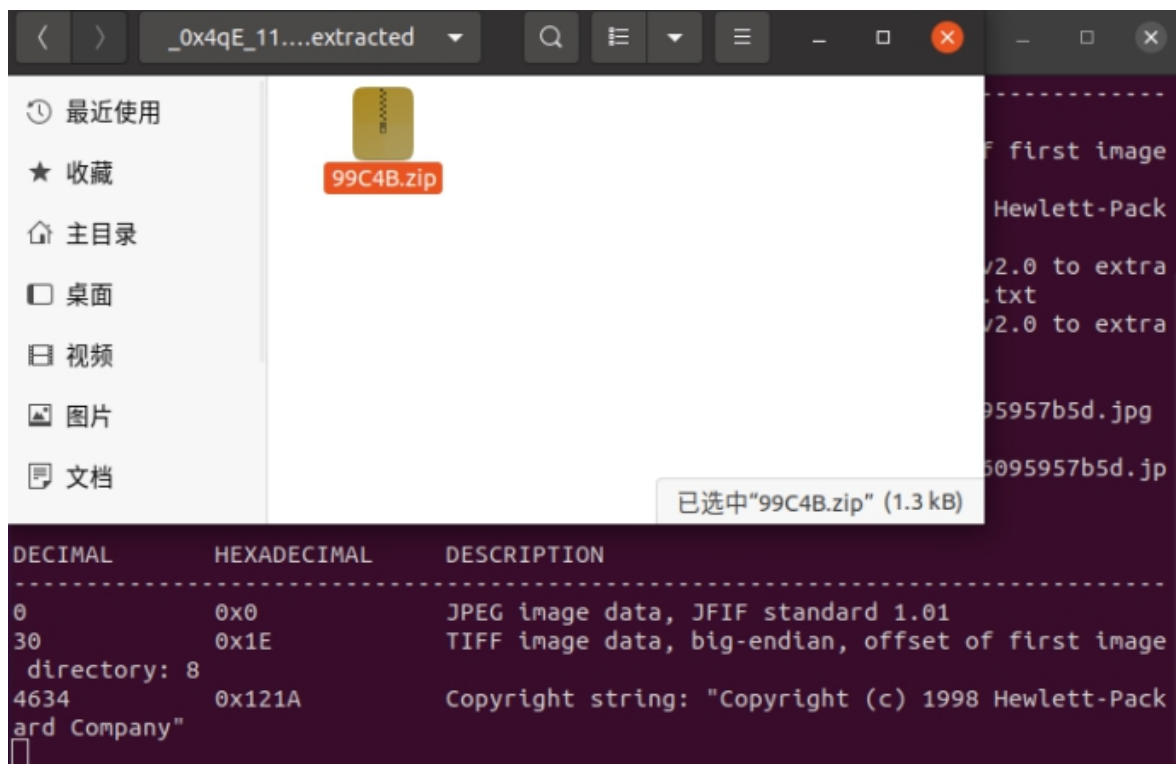 _0x4qE_11....extracted
最近使用
收藏
主目录
桌面
视频
图片
文档
99C4B.zip
已选中“99C4B.zip” (1.3 kB)
-------------
f first image
Hewlett-Pack
v2.0 to extra
.txt
v2.0 to extra
95957b5d.jpg
6095957b5d.jp
DECIMAL HEXADECIMAL DESCRIPTION
--------------------------------------------------------------------------------
0 0x0 JPEG image data, JFIF standard 1.01
30 0x1E TIFF image data, big-endian, offset of first image
directory: 8
4634 0x121A Copyright string: "Copyright (c) 1998 Hewlett-Pack
ard Company"